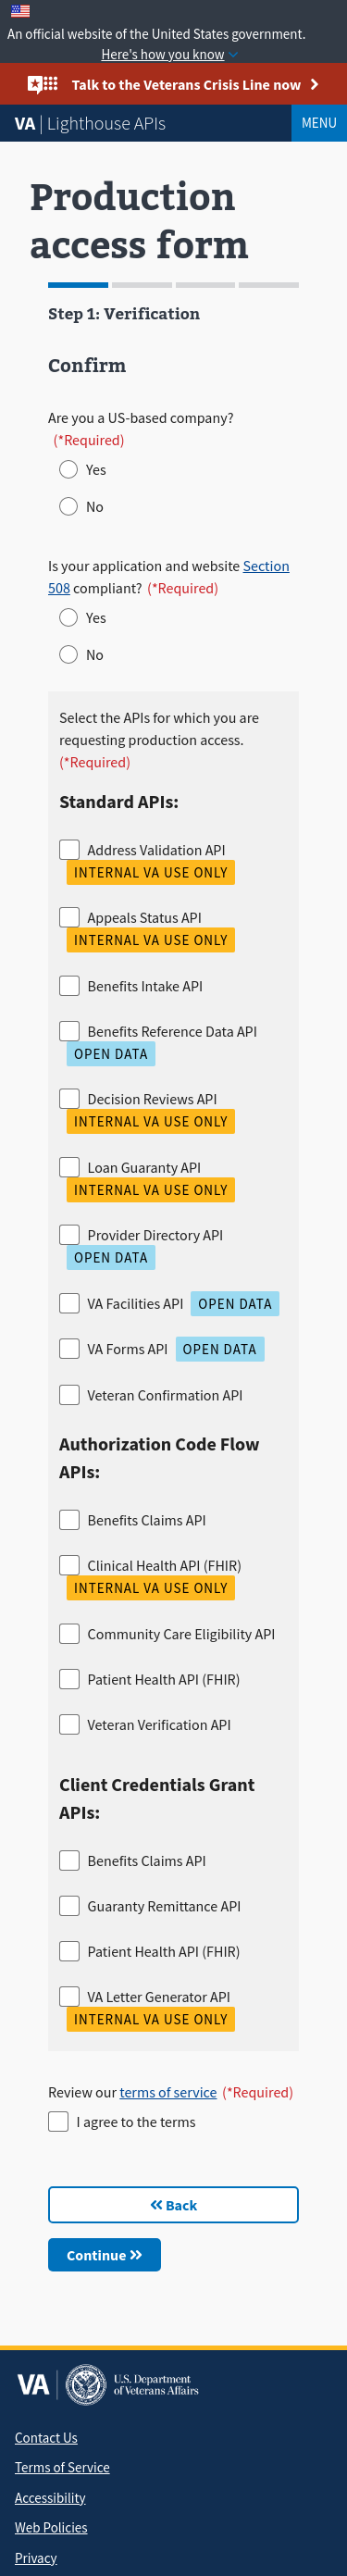 An official website of the United States government.
Here's how you know
Talk to the Veterans Crisis Line now
VA | Lighthouse APIs
MENU
Production
access form
Step 1: Verification
Confirm
Are you a US-based company?
(*Required)
Yes
No
Is your application and website Section
508 compliant? (*Required)
Yes
No
Select the APIs for which you are
requesting production access.
(*Required)
Standard APIs:
Address Validation API
INTERNAL VA USE ONLY
Appeals Status API
INTERNAL VA USE ONLY
Benefits Intake API
Benefits Reference Data API
OPEN DATA
Decision Reviews API
INTERNAL VA USE ONLY
Loan Guaranty API
INTERNAL VA USE ONLY
Provider Directory API
OPEN DATA
VA Facilities API OPEN DATA
VA Forms API OPEN DATA
Veteran Confirmation API
Authorization Code Flow
APIs:
Benefits Claims API
Clinical Health API (FHIR)
INTERNAL VA USE ONLY
Community Care Eligibility API
Patient Health API (FHIR)
Veteran Verification API
Client Credentials Grant
APIs:
Benefits Claims API
Guaranty Remittance API
Patient Health API (FHIR)
VA Letter Generator API
INTERNAL VA USE ONLY
Review our terms of service (*Required)
I agree to the terms
Back
Continue
VA
U.S. Department
of Veterans Affairs
Contact Us
Terms of Service
Accessibility
Web Policies
Privacy